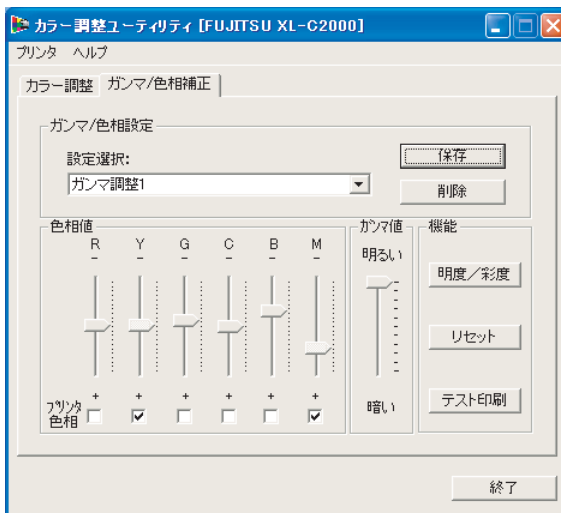 カラー調整ユーティリティ [FUJITSU XL-C2000]
プリンタ ヘルプ
カラー調整 ガンマ/色相補正
ガンマ/色相設定
設定選択:
保存
ガンマ調整1
削除
色相値
R Y G C B M
- - - - - -
+ + + + + +
プリンタ
色相
ガンマ値
明るい
暗い
機能
明度/彩度
リセット
テスト印刷
終了